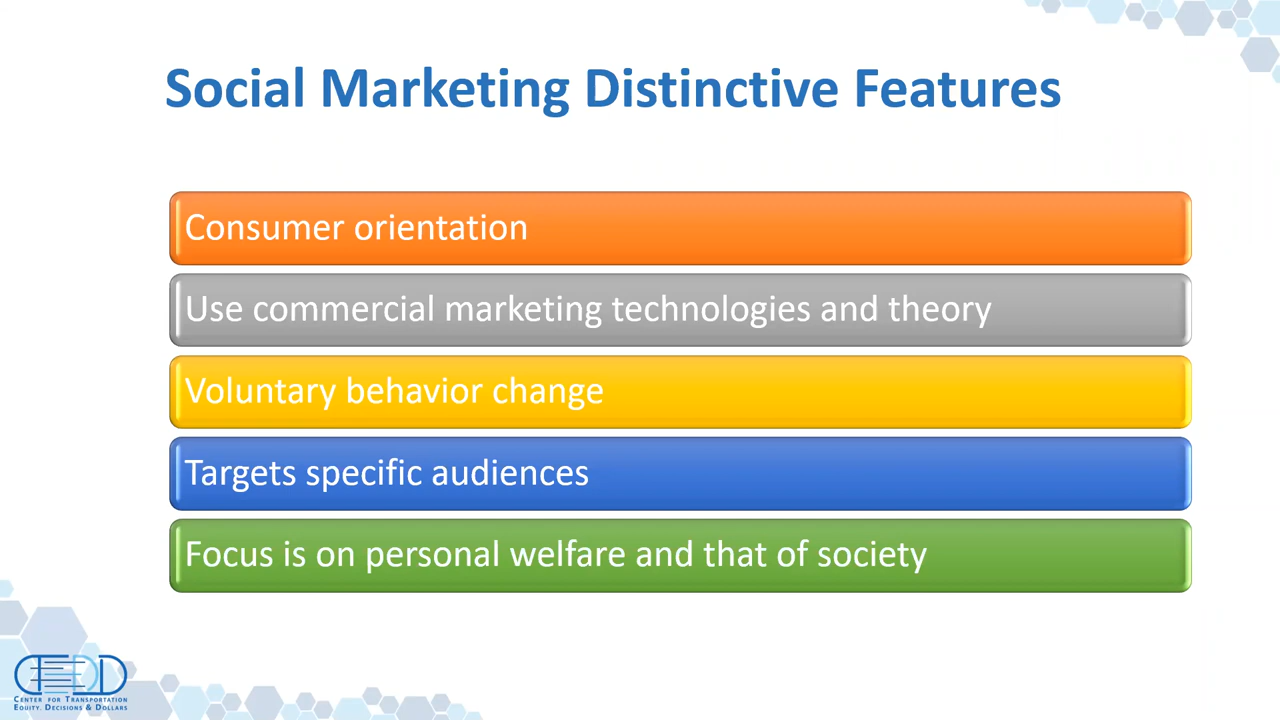 Social Marketing Distinctive Features
Consumer orientation
Use commercial marketing technologies and theory
Voluntary behavior change
Targets specific audiences
Focus is on personal welfare and that of society
CTEDD
Center for Transportation
Equity, Decisions & Dollars